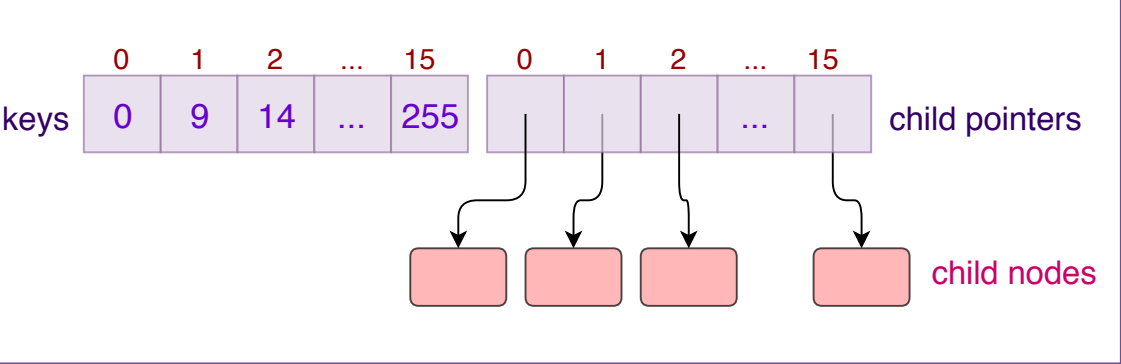 0 1 2 ... 15 0 1 2 ... 15
keys 0 9 14 ... 255 ... child pointers
child nodes